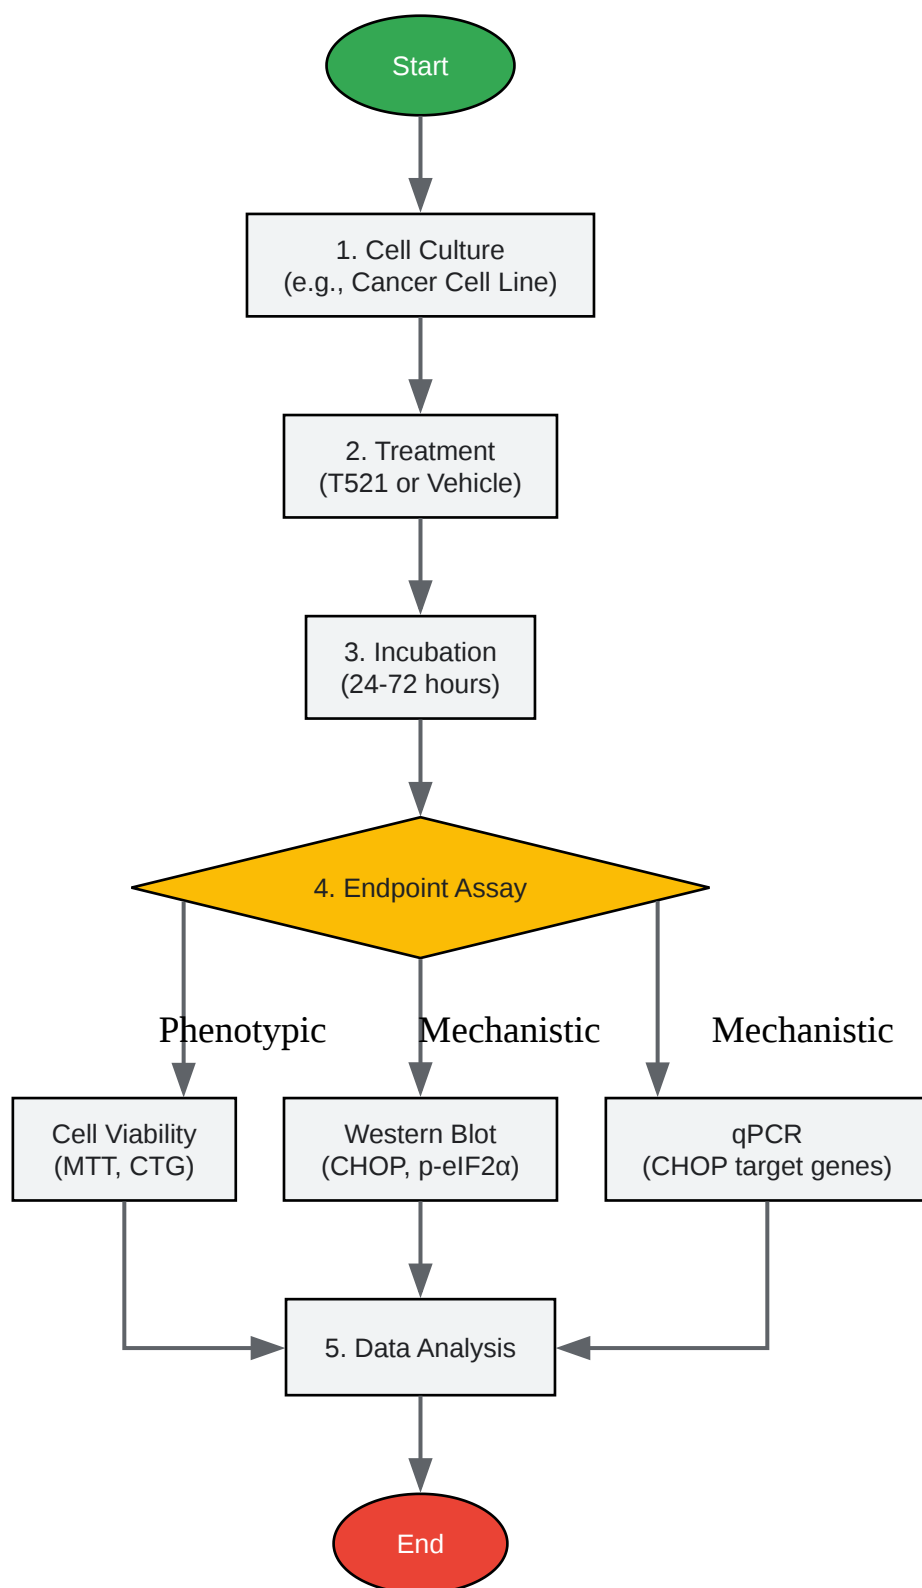 Start
1. Cell Culture
(e.g., Cancer Cell Line)
2. Treatment
(T521 or Vehicle)
3. Incubation
(24-72 hours)
4. Endpoint Assay
Phenotypic
Mechanistic
Mechanistic
Cell Viability
(MTT, CTG)
Western Blot
(CHOP, p-eIF2α)
qPCR
(CHOP target genes)
5. Data Analysis
End